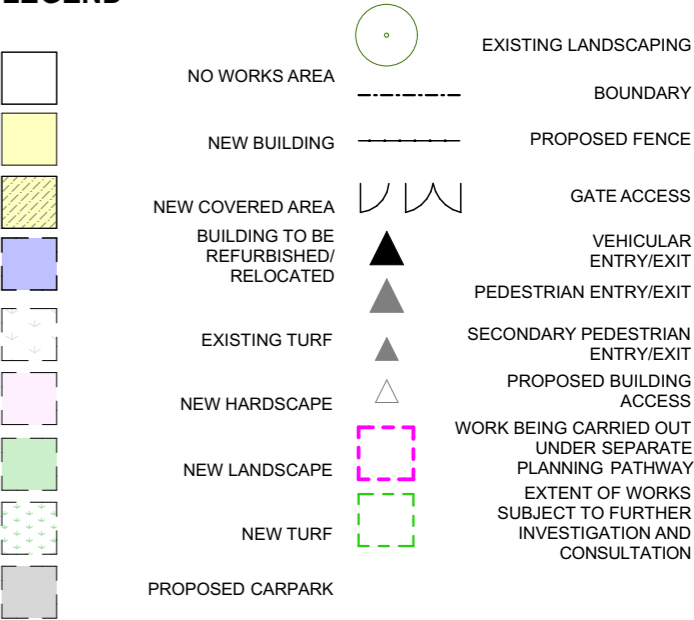 NO WORKS AREA
NEW BUILDING
NEW COVERED AREA
BUILDING TO BE
REFURBISHED/
RELOCATED
EXISTING TURF
NEW HARDSCAPE
NEW LANDSCAPE
NEW TURF
PROPOSED CARPARK
EXISTING LANDSCAPING
BOUNDARY
PROPOSED FENCE
GATE ACCESS
VEHICULAR
ENTRY/EXIT
PEDESTRIAN ENTRY/EXIT
SECONDARY PEDESTRIAN
ENTRY/EXIT
PROPOSED BUILDING
ACCESS
WORK BEING CARRIED OUT
UNDER SEPARATE
PLANNING PATHWAY
EXTENT OF WORKS
SUBJECT TO FURTHER
INVESTIGATION AND
CONSULTATION